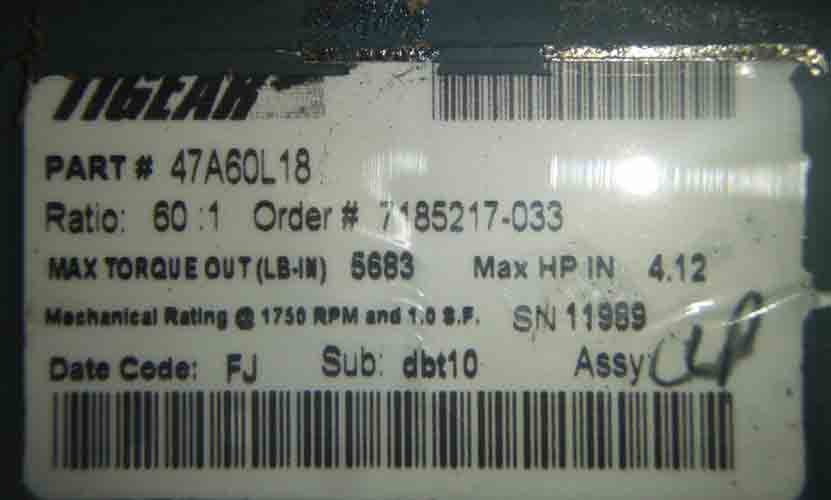 TIGEAR
PART # 47A60L18
Ratio: 60 :1 Order # 7185217-033
MAX TORQUE OUT (LB-IN) 5683 Max HP IN 4.12
Mechanical Rating @ 1750 RPM and 1.0 S.F. SN 11989
Date Code: FJ Sub: dbt10 Assy: